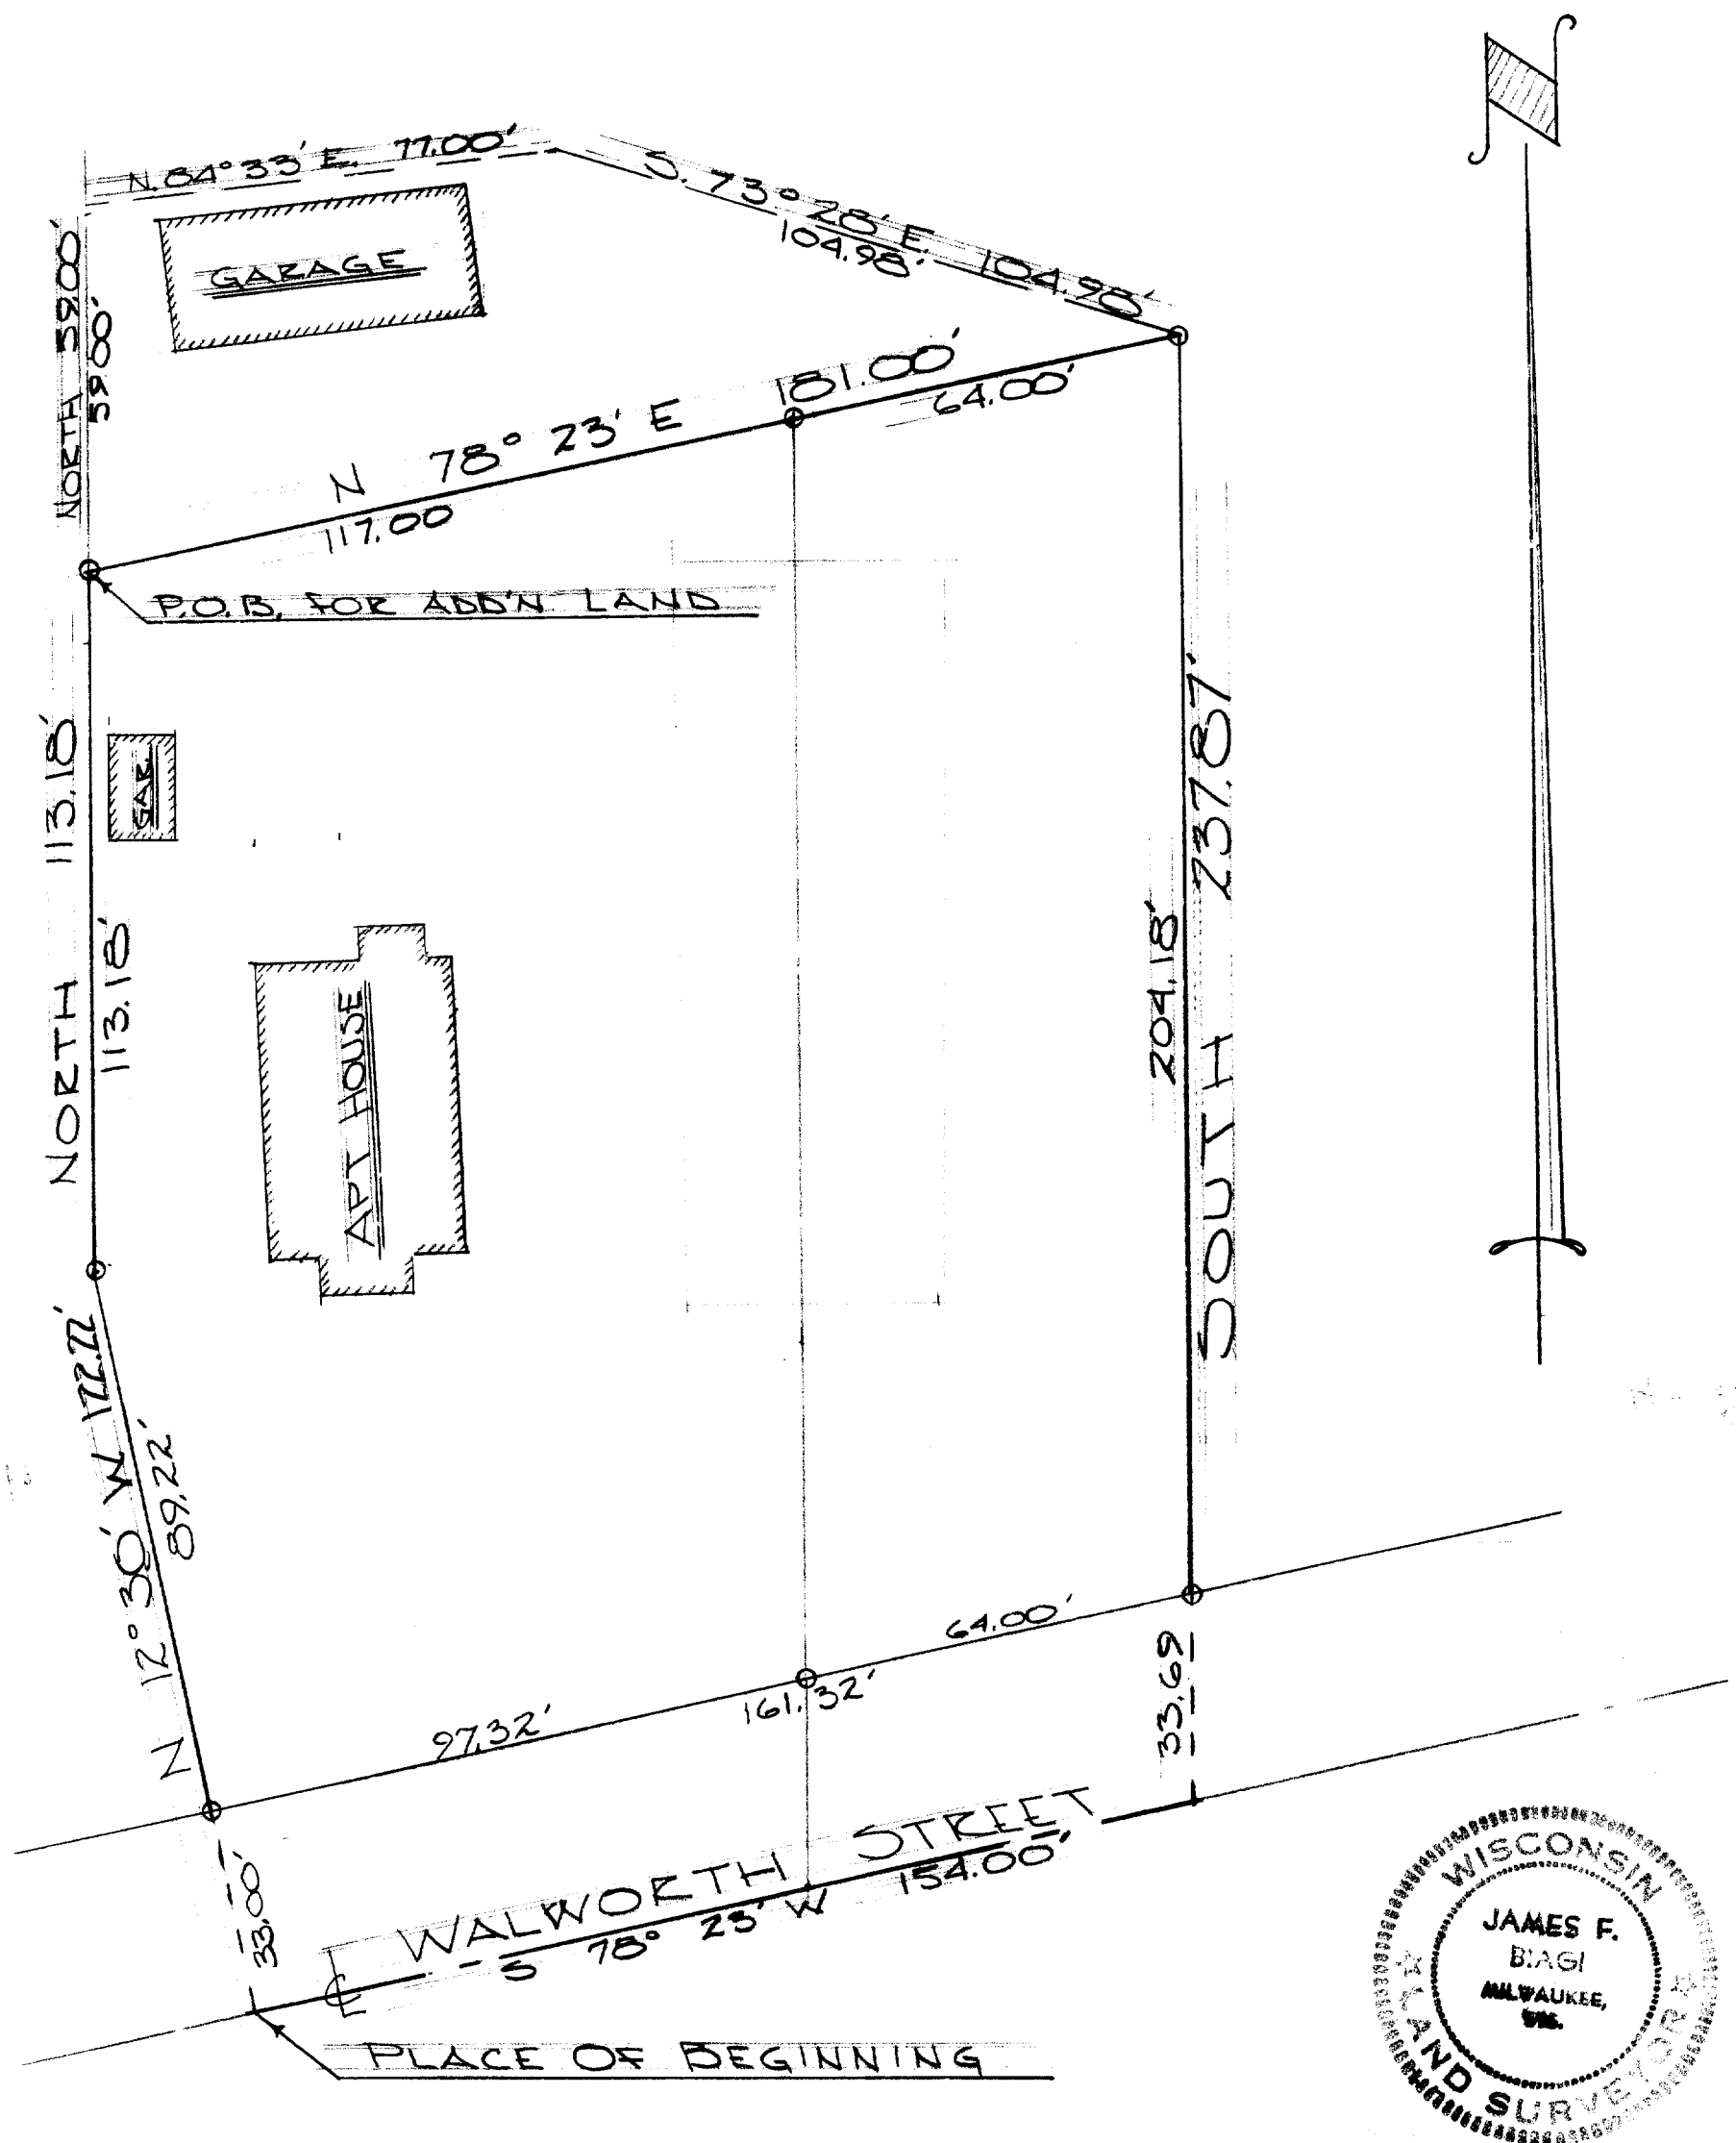 N. 84° 33' E. 77.00'
S. 73° 28' E. 104.98'
104.98'
GARAGE
NORTH 59.00'
59.00'
N 78° 23' E 181.00'
117.00
64.00'
P.O.B. FOR ADD'N LAND
NORTH 113.18'
113.18'
GAR.
APT HOUSE
SOUTH 237.87'
204.18'
N 12° 30' W 122.22'
89.22'
97.32'
161.32'
64.00'
33.69
33.00'
WALWORTH STREET
S 78° 23' W 154.00'
℄
PLACE OF BEGINNING
WISCONSIN
JAMES F.
BIAGI
MILWAUKEE,
WIS.
LAND SURVEYOR